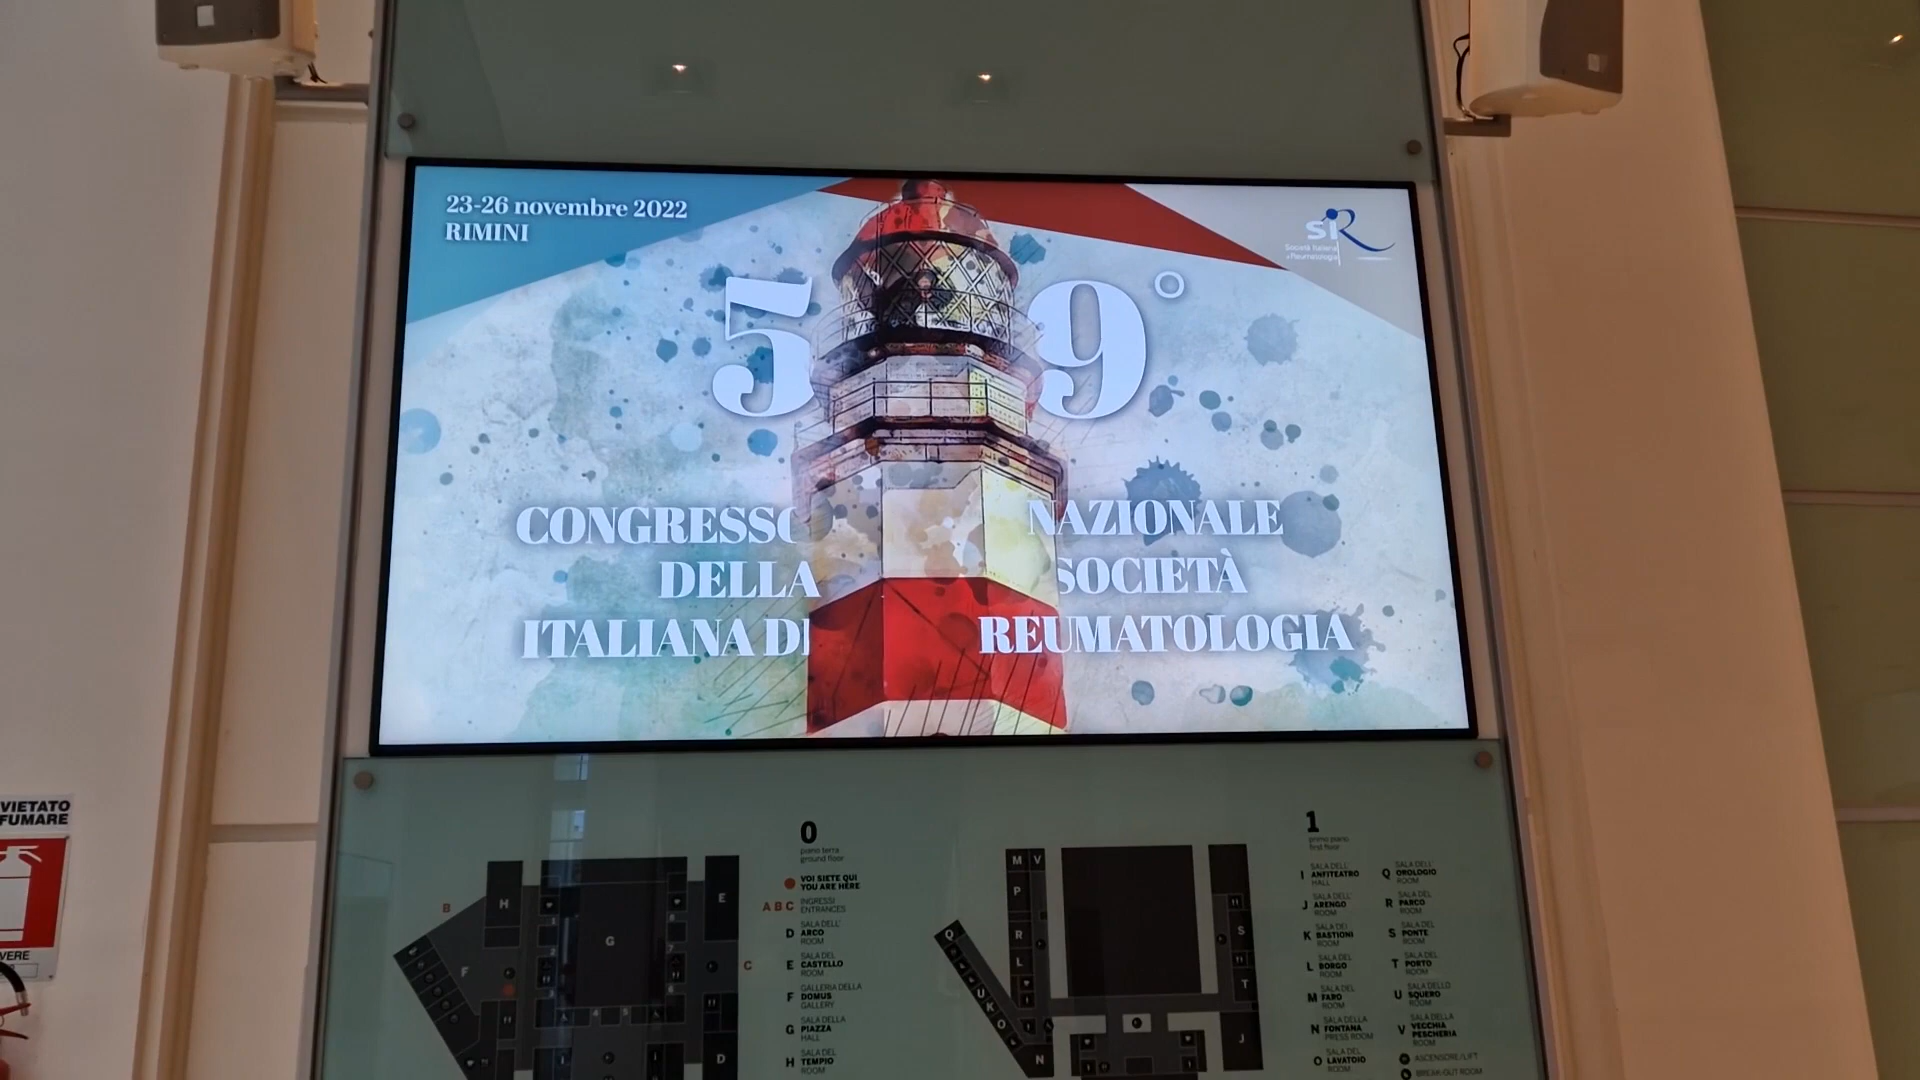 23-26 novembre 2022
RIMINI
SIR
Società Italiana
di Reumatologia
59°
CONGRESSO NAZIONALE
DELLA SOCIETÀ
ITALIANA DI REUMATOLOGIA
VIETATO
FUMARE
0
piano terra
ground floor
VOI SIETE QUI
YOU ARE HERE
A B C INGRESSI
ENTRANCES
D SALA DELL'
ARCO
ROOM
E SALA DEL
CASTELLO
ROOM
F GALLERIA DELLA
DOMUS
GALLERY
G SALA DELLA
PIAZZA
HALL
H SALA DEL
TEMPIO
ROOM
B
H
E
G
F
C
D
1
primo piano
first floor
I SALA DELL'
ANFITEATRO
HALL
J SALA DELL'
ARENGO
ROOM
K SALA DEI
BASTIONI
ROOM
L SALA DEL
BORGO
ROOM
M SALA DEL
FARO
ROOM
N SALA DELLA
FONTANA
PRESS ROOM
O SALA DEL
LAVATOIO
ROOM
Q SALA DELL'
OROLOGIO
ROOM
R SALA DEL
PARCO
ROOM
S SALA DEL
PONTE
ROOM
T SALA DEL
PORTO
ROOM
U SALA DELLO
SQUERO
ROOM
V SALA DELLA
VECCHIA
PESCHERIA
ROOM
ASCENSORE/LIFT
BREAK-OUT ROOM
M V
P
R
L
Q
U
K
O
N
S
T
J
VERE